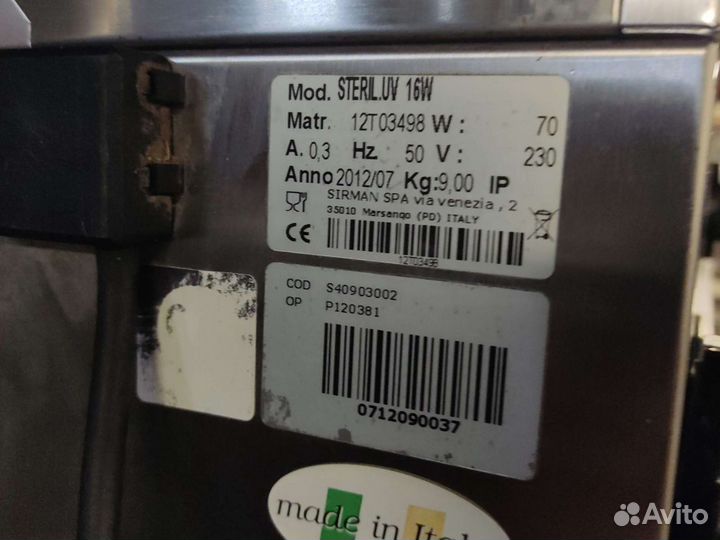 Mod. STERIL.UV 16W
Matr. 12T03498 W: 70
A. 0,3 Hz. 50 V: 230
Anno 2012/07 Kg:9,00 IP
SIRMAN SPA via venezia , 2
35010 Marsango (PD) ITALY
CE
12T03498
COD S40903002
OP P120381
0712090037
made in
Avito